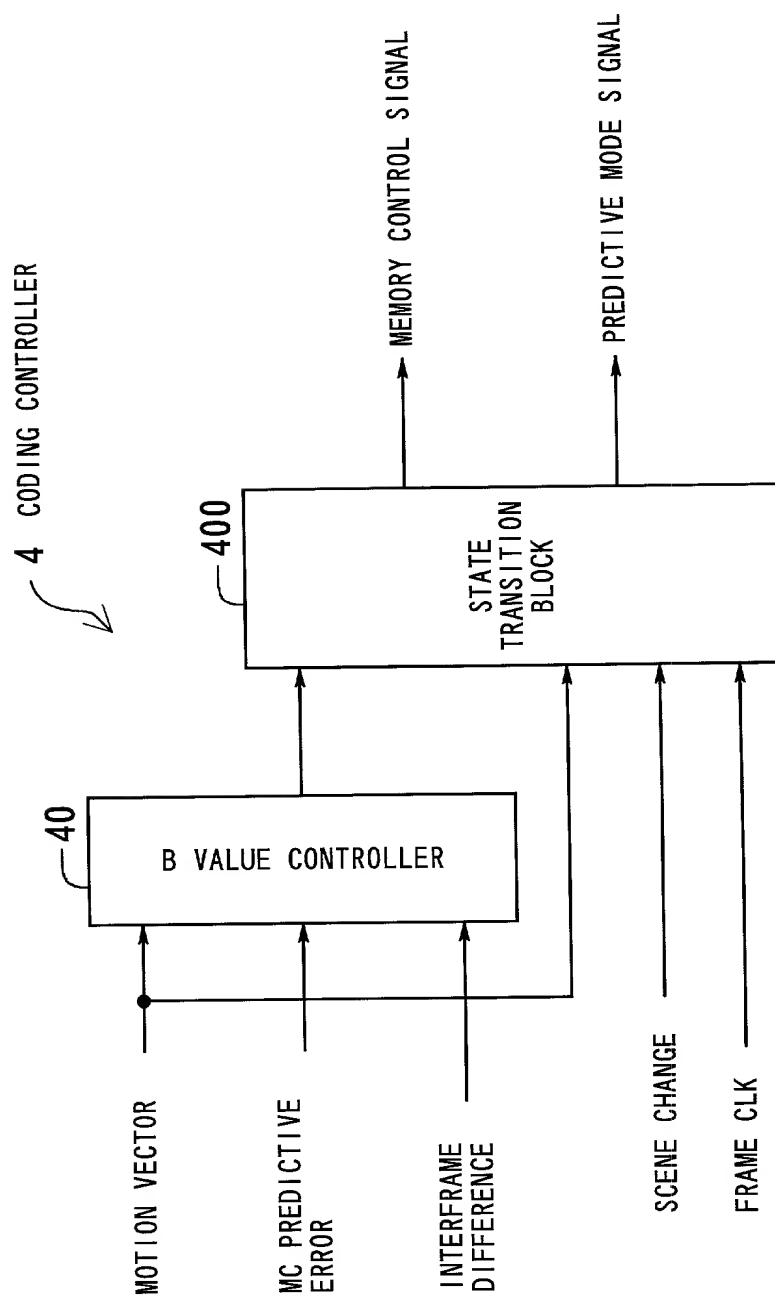 4 CODING CONTROLLER
40
400
MOTION VECTOR
MC PREDICTIVE
ERROR
INTERFRAME
DIFFERENCE
B VALUE CONTROLLER
STATE
TRANSITION
BLOCK
SCENE CHANGE
FRAME CLK
MEMORY CONTROL SIGNAL
PREDICTIVE MODE SIGNAL